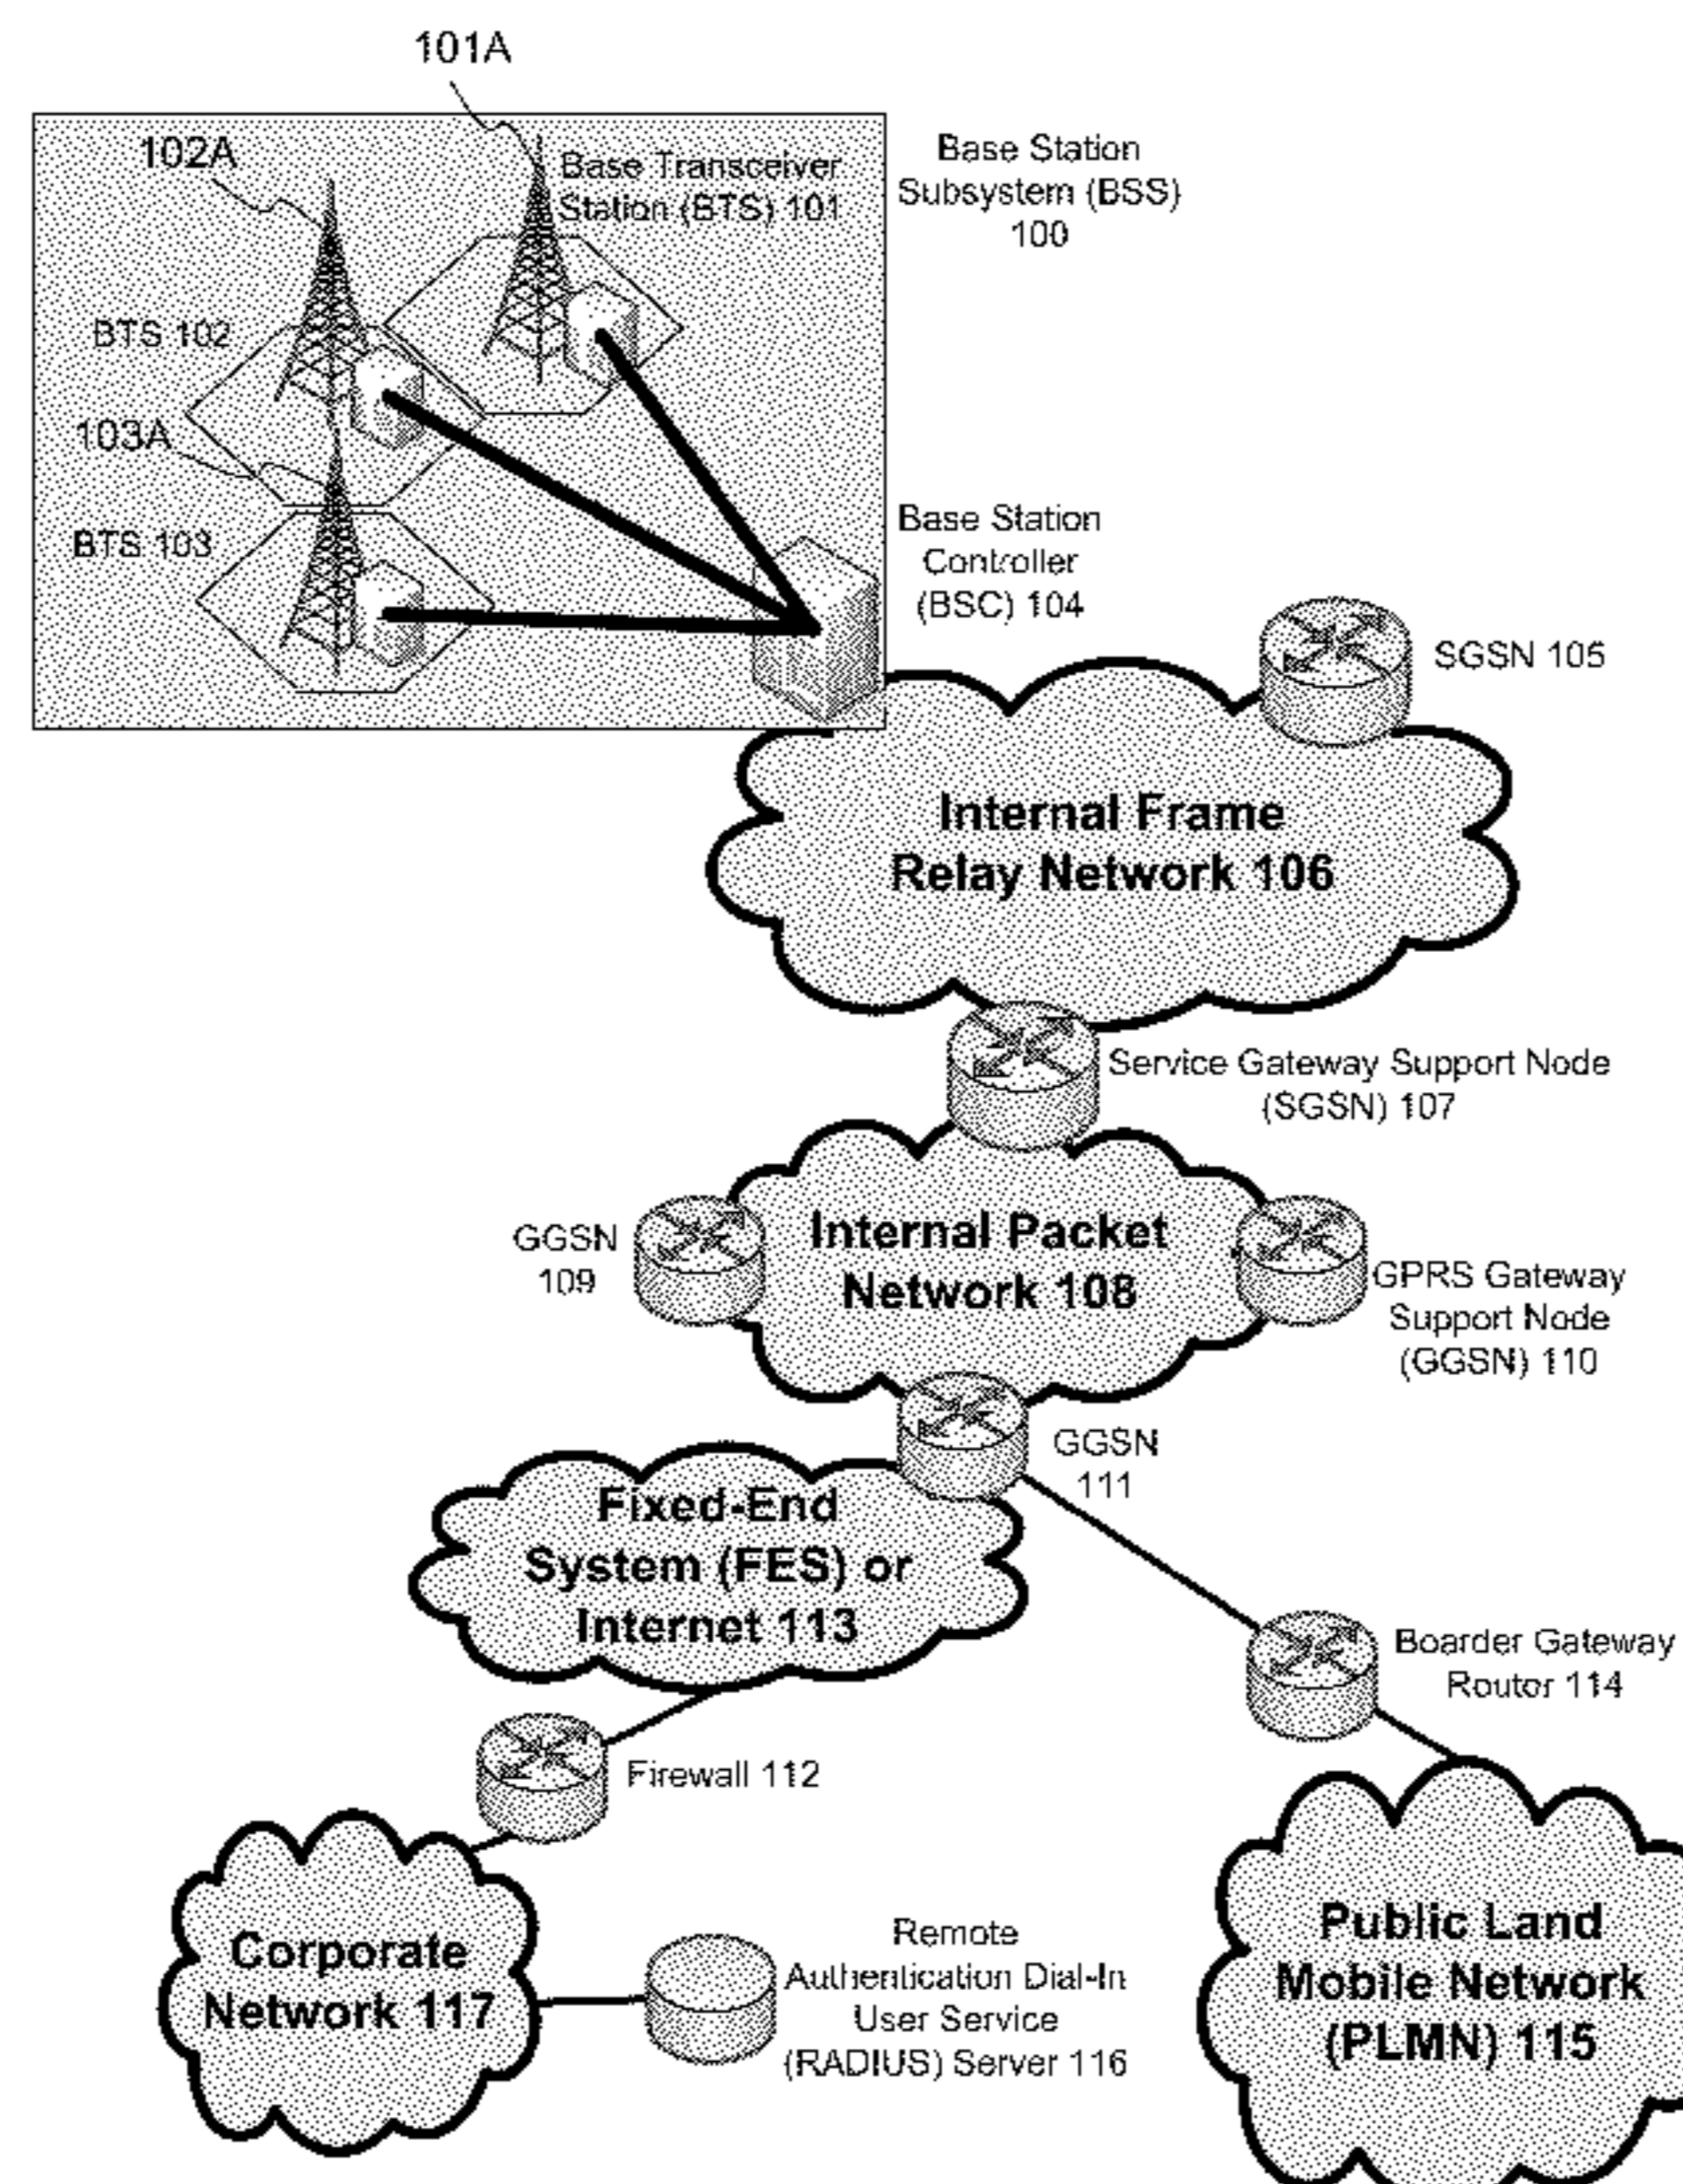 101A
102A
Base Transceiver
Station (BTS) 101
Base Station
Subsystem (BSS)
100
BTS 102
103A
BTS 103
Base Station
Controller
(BSC) 104
SGSN 105
Internal Frame
Relay Network 106
Service Gateway Support Node
(SGSN) 107
GGSN
109
Internal Packet
Network 108
GPRS Gateway
Support Node
(GGSN) 110
GGSN
111
Fixed-End
System (FES) or
Internet 113
Boarder Gateway
Router 114
Firewall 112
Corporate
Network 117
Remote
Authentication Dial-In
User Service
(RADIUS) Server 116
Public Land
Mobile Network
(PLMN) 115